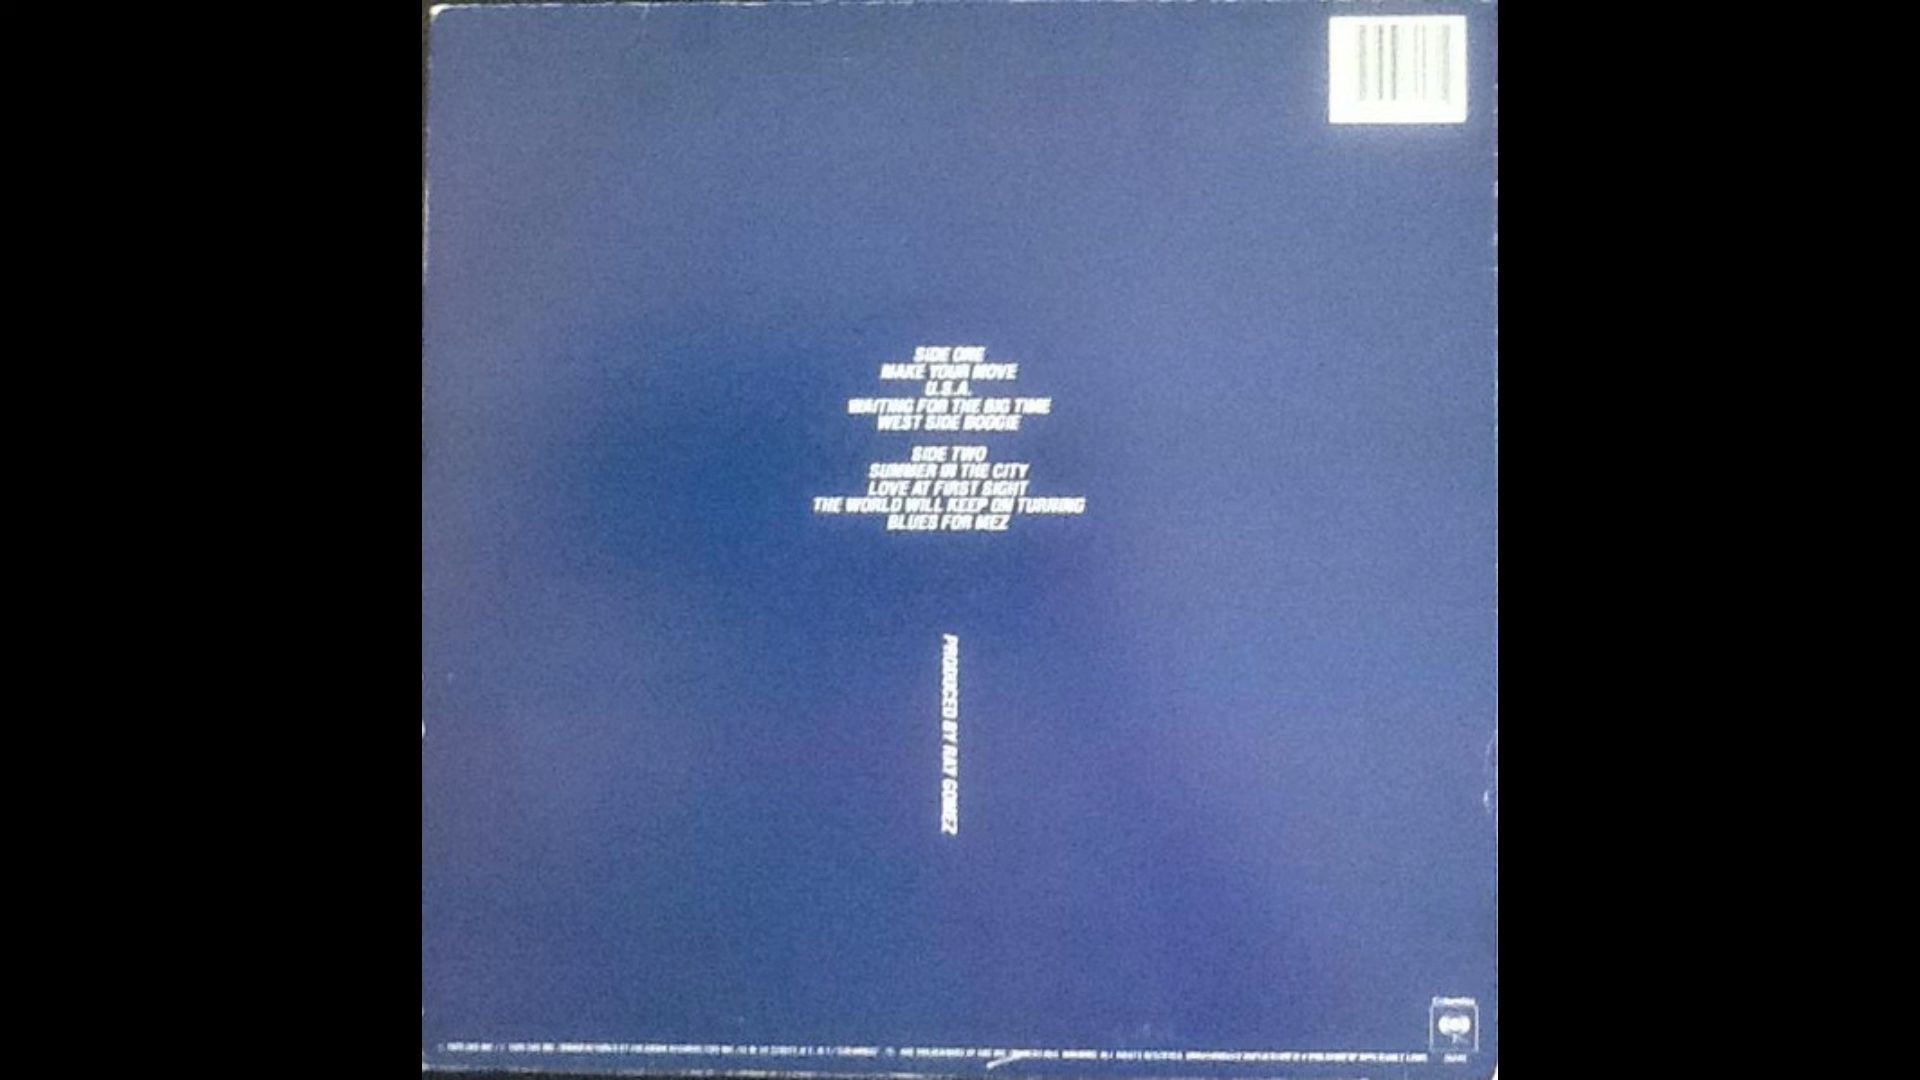 SIDE ONE
MAKE YOUR MOVE
U.S.A.
WAITING FOR THE BIG TIME
WEST SIDE BOOGIE
SIDE TWO
SUMMER IN THE CITY
LOVE AT FIRST SIGHT
THE WORLD WILL KEEP ON TURNING
BLUES FOR MEZ
PRODUCED BY RAY GOMEZ
Columbia